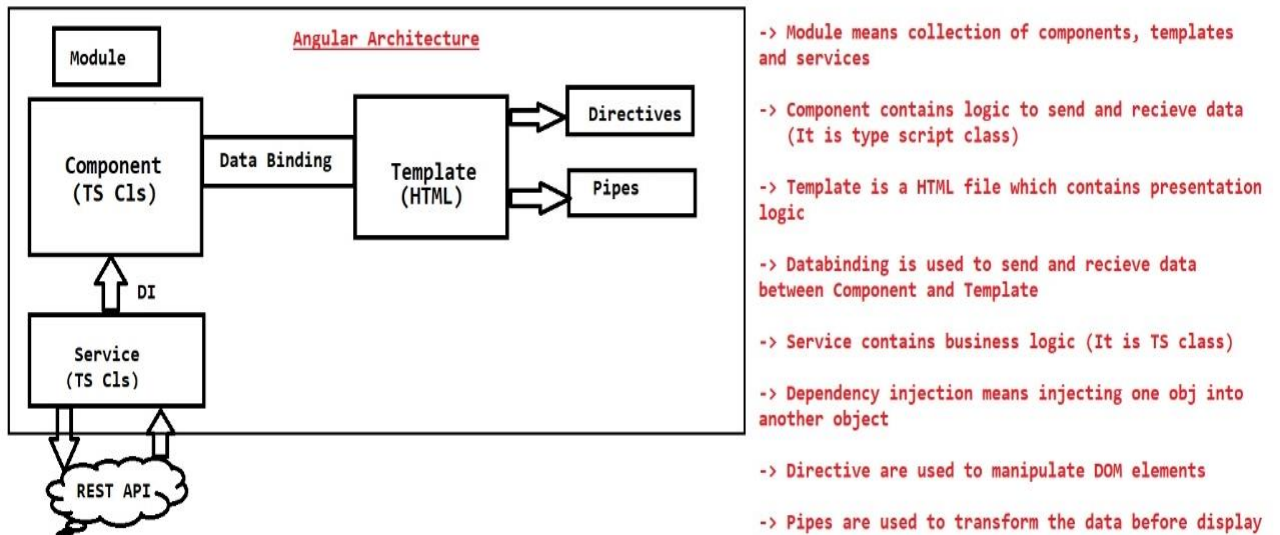 Angular Architecture
Module
Component
(TS Cls)
Data Binding
Template
(HTML)
Directives
Pipes
DI
Service
(TS Cls)
REST API
-> Module means collection of components, templates
and services
-> Component contains logic to send and recieve data
(It is type script class)
-> Template is a HTML file which contains presentation
logic
-> Databinding is used to send and recieve data
between Component and Template
-> Service contains business logic (It is TS class)
-> Dependency injection means injecting one obj into
another object
-> Directive are used to manipulate DOM elements
-> Pipes are used to transform the data before display